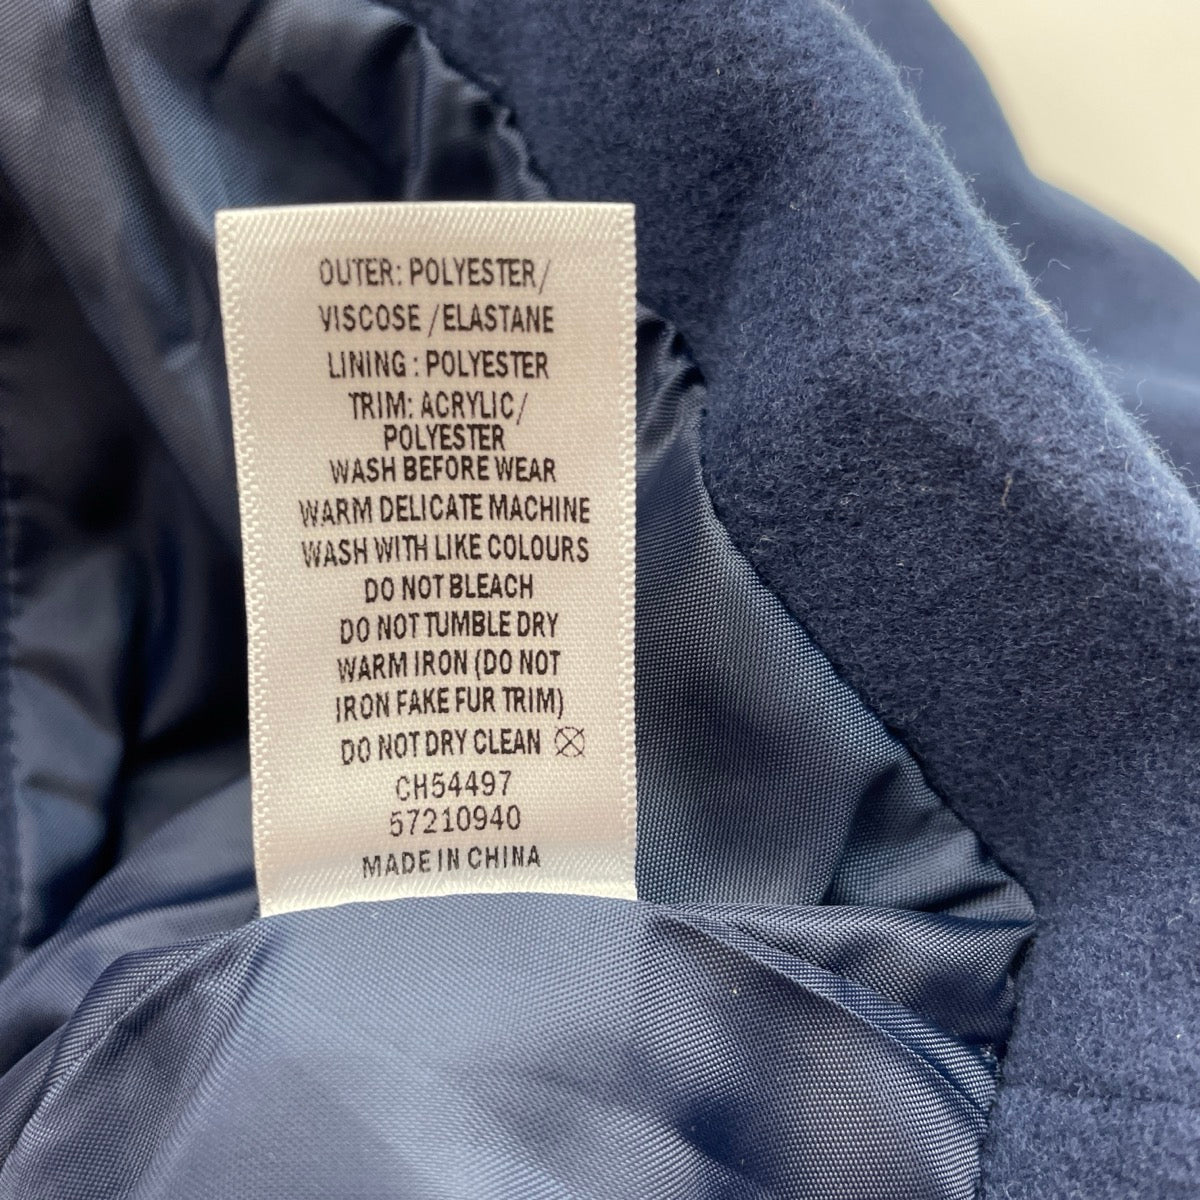 OUTER: POLYESTER/
VISCOSE /ELASTANE
LINING : POLYESTER
TRIM: ACRYLIC/
POLYESTER
WASH BEFORE WEAR
WARM DELICATE MACHINE
WASH WITH LIKE COLOURS
DO NOT BLEACH
DO NOT TUMBLE DRY
WARM IRON (DO NOT
IRON FAKE FUR TRIM)
DO NOT DRY CLEAN
CH54497
57210940
MADE IN CHINA